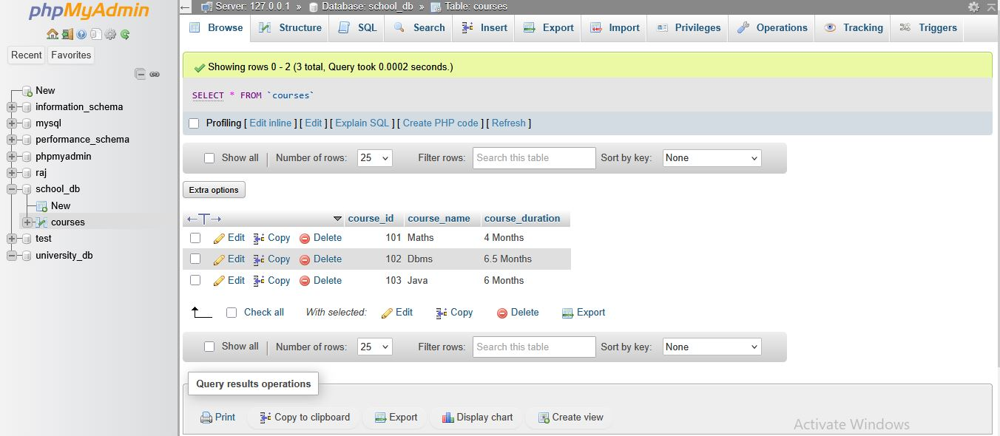 phpMyAdmin
Recent Favorites
New
information_schema
mysql
performance_schema
phpmyadmin
raj
school_db
New
courses
test
university_db
Server: 127.0.0.1 » Database: school_db » Table: courses
Browse Structure SQL Search Insert Export Import Privileges Operations Tracking Triggers
Showing rows 0 - 2 (3 total, Query took 0.0002 seconds.)
SELECT * FROM `courses`
Profiling [ Edit inline ] [ Edit ] [ Explain SQL ] [ Create PHP code ] [ Refresh ]
Show all | Number of rows: 25 Filter rows: Search this table Sort by key: None
Extra options
←T→ course_id course_name course_duration
Edit Copy Delete 101 Maths 4 Months
Edit Copy Delete 102 Dbms 6.5 Months
Edit Copy Delete 103 Java 6 Months
Check all With selected: Edit Copy Delete Export
Show all | Number of rows: 25 Filter rows: Search this table Sort by key: None
Query results operations
Print Copy to clipboard Export Display chart Create view
Activate Windows